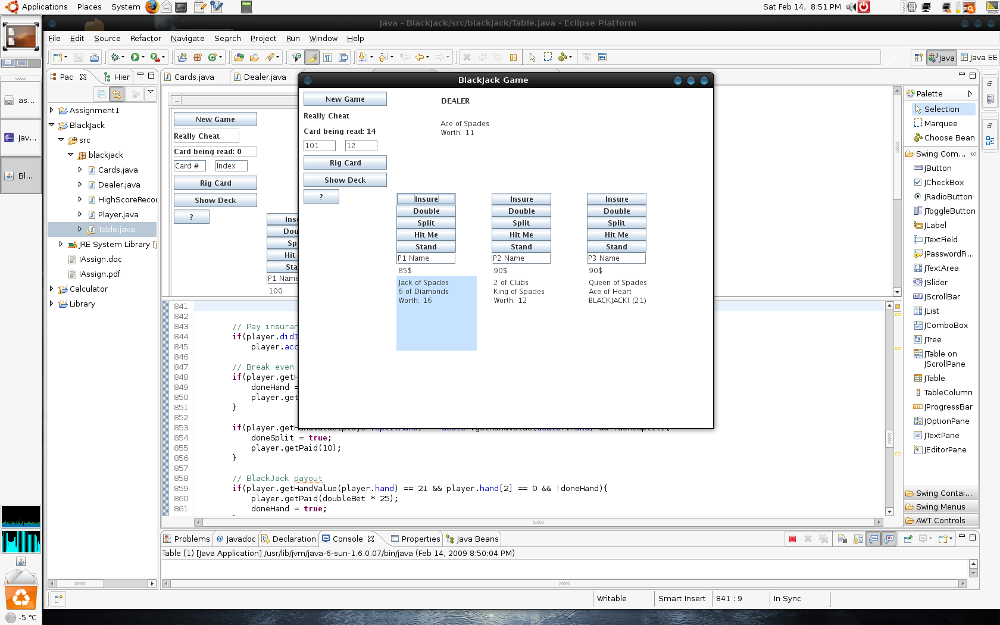 Applications Places System
Sat Feb 14, 8:51 PM
Java - BlackJack/src/blackjack/Table.java - Eclipse Platform
File Edit Source Refactor Navigate Search Project Run Window Help
Java
Java EE
Pac
Hier
Cards.java
Dealer.java
as...
Jav...
Bl...
Assignment1
BlackJack
src
blackjack
Cards.java
Dealer.java
HighScoreReco
Player.java
Table.java
JRE System Library [j
IAssign.doc
IAssign.pdf
Calculator
Library
New Game
Really Cheat
Card being read: 0
Card #
Index
Rig Card
Show Deck
?
Insu
Dou
Sp
Hit
Sta
P1 Name
100
BlackJack Game
New Game
Really Cheat
Card being read: 14
101
12
Rig Card
Show Deck
?
DEALER
Ace of Spades
Worth: 11
Insure Insure Insure
Double Double Double
Split Split Split
Hit Me Hit Me Hit Me
Stand Stand Stand
P1 Name P2 Name P3 Name
85$ 90$ 90$
Jack of Spades
6 of Diamonds
Worth: 16
2 of Clubs
King of Spades
Worth: 12
Queen of Spades
Ace of Heart
BLACKJACK! (21)
841
842
843 // Pay insuran
844 if(player.didI
845 player.acc
846
847 // Break even
848 if(player.getH
849 doneHand =
850 player.get
851 }
852
853 if(player.getHandValue(player.splitHand) dealer.getHandValue(dealer.hand) && !doneSplit){
854 doneSplit = true;
855 player.getPaid(10);
856 }
857
858 // BlackJack payout
859 if(player.getHandValue(player.hand) == 21 && player.hand[2] == 0 && !doneHand){
860 player.getPaid(doubleBet * 25);
861 doneHand = true;
Palette
Selection
Marquee
Choose Bean
Swing Com...
JButton
JCheckBox
JRadioButton
JToggleButton
JLabel
JTextField
JPasswordFi...
JTextArea
JSlider
JScrollBar
JList
JComboBox
JTree
JTable on
JScrollPane
JTable
TableColumn
JProgressBar
JOptionPane
JTextPane
JEditorPane
Swing Contai...
Swing Menus
AWT Controls
Problems Javadoc Declaration Console Properties Java Beans
Table (1) [Java Application] /usr/lib/jvm/java-6-sun-1.6.0.07/bin/java (Feb 14, 2009 8:50:04 PM)
Writable
Smart Insert
841 : 9
In Sync
-5 °C